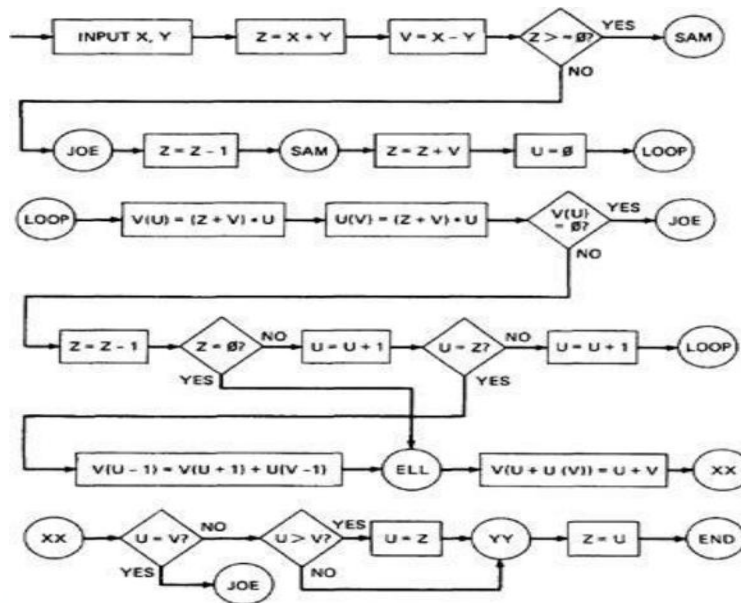 INPUT X, Y
Z = X + Y
V = X - Y
Z > = Ø?
YES
SAM
NO
JOE
Z = Z - 1
SAM
Z = Z + V
U = Ø
LOOP
LOOP
V(U) = (Z + V) * U
U(V) = (Z + V) * U
V(U)
= Ø?
YES
JOE
NO
Z = Z - 1
Z = Ø?
NO
U = U + 1
U = Z?
NO
U = U + 1
LOOP
YES
YES
V(U - 1) = V(U + 1) + U(V - 1)
ELL
V(U + U (V)) = U + V
XX
XX
U = V?
NO
U > V?
YES
U = Z
YY
Z = U
END
YES
JOE
NO